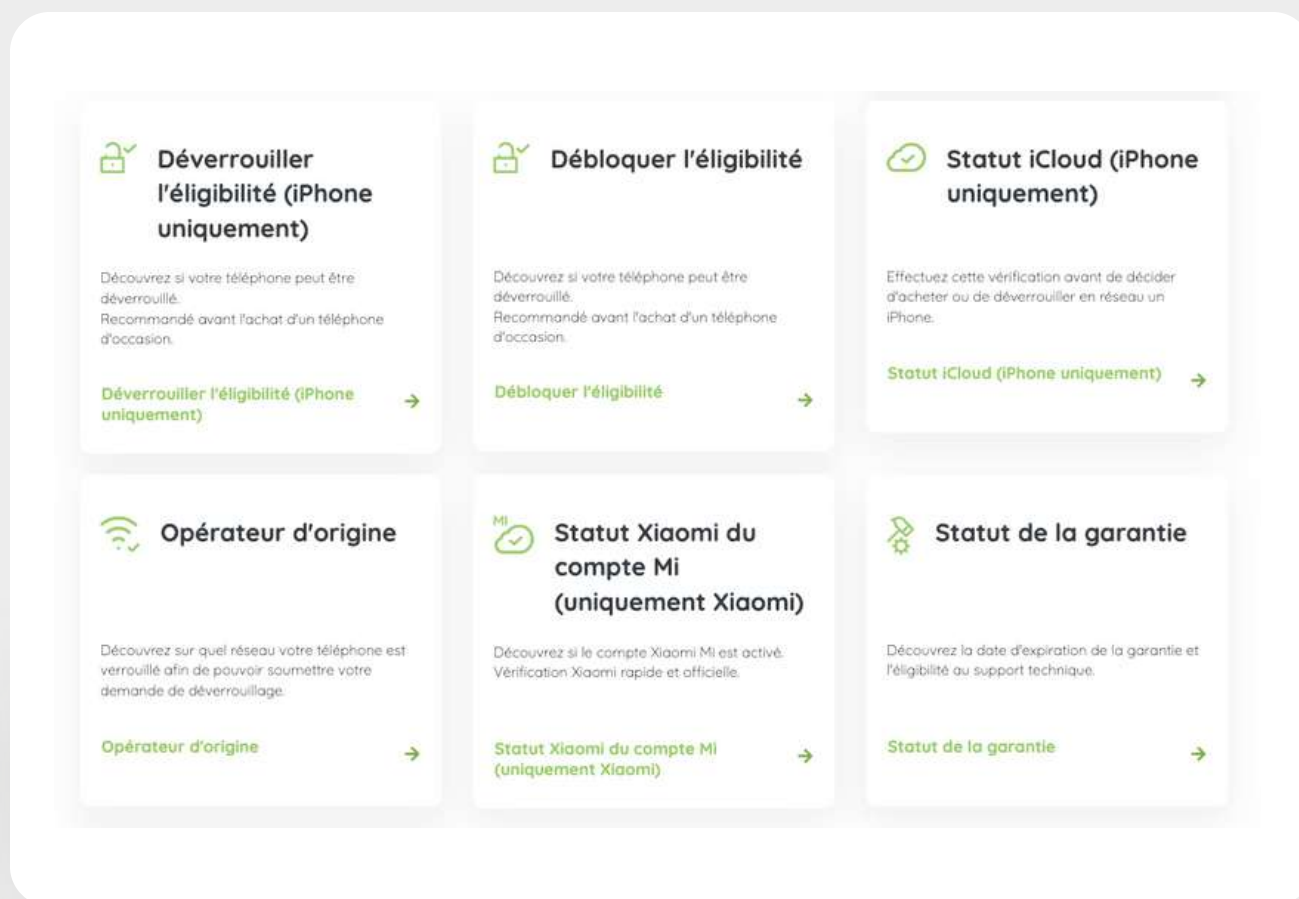 Déverrouiller
l'éligibilité (iPhone
uniquement)
Découvrez si votre téléphone peut être
déverrouillé.
Recommandé avant l'achat d'un téléphone
d'occasion.
Déverrouiller l'éligibilité (iPhone
uniquement)
Débloquer l'éligibilité
Découvrez si votre téléphone peut être
déverrouillé.
Recommandé avant l'achat d'un téléphone
d'occasion.
Débloquer l'éligibilité
Statut iCloud (iPhone
uniquement)
Effectuez cette vérification avant de décider
d'acheter ou de déverrouiller en réseau un
iPhone.
Statut iCloud (iPhone uniquement)
Opérateur d'origine
Découvrez sur quel réseau votre téléphone est
verrouillé afin de pouvoir soumettre votre
demande de déverrouillage.
Opérateur d'origine
MI
Statut Xiaomi du
compte Mi
(uniquement Xiaomi)
Découvrez si le compte Xiaomi Mi est activé.
Vérification Xiaomi rapide et officielle.
Statut Xiaomi du compte Mi
(uniquement Xiaomi)
Statut de la garantie
Découvrez la date d'expiration de la garantie et
l'éligibilité au support technique.
Statut de la garantie